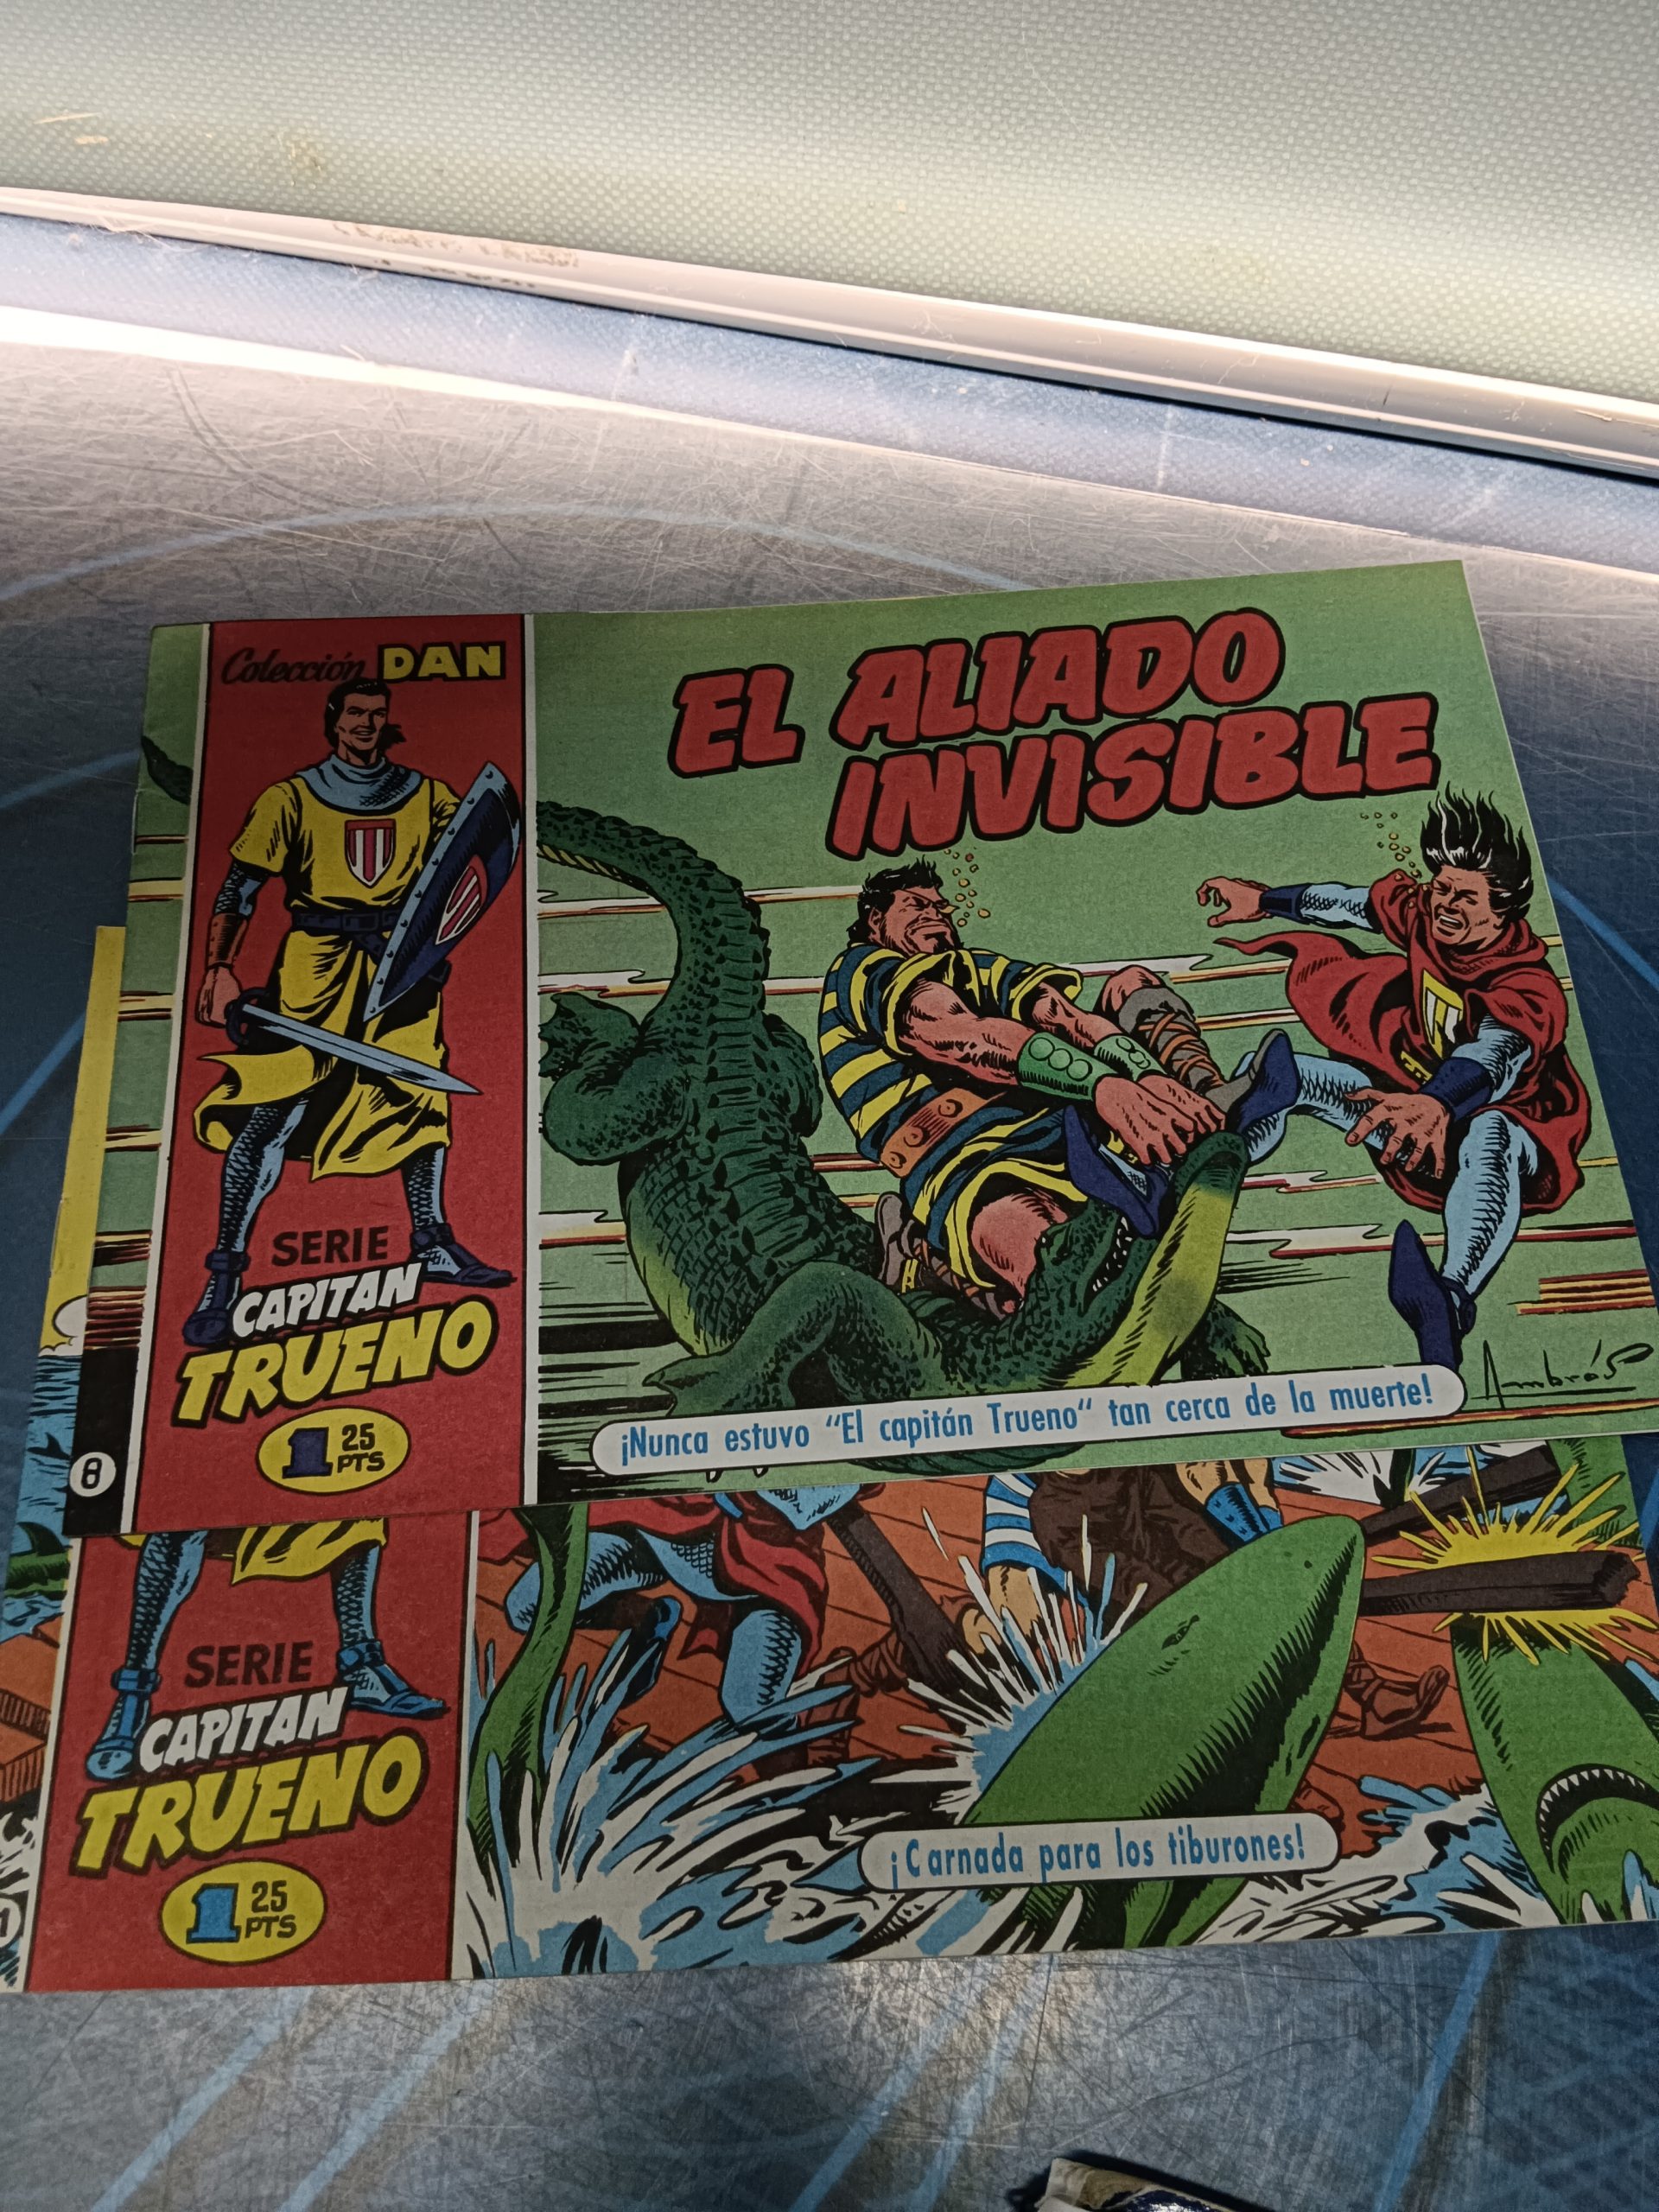 Colección DAN
SERIE
CAPITAN
TRUENO
1 25
PTS
8
EL ALIADO
INVISIBLE
¡Nunca estuvo "El capitán Trueno" tan cerca de la muerte!
Ambrós
SERIE
CAPITAN
TRUENO
1 25
PTS
¡Carnada para los tiburones!